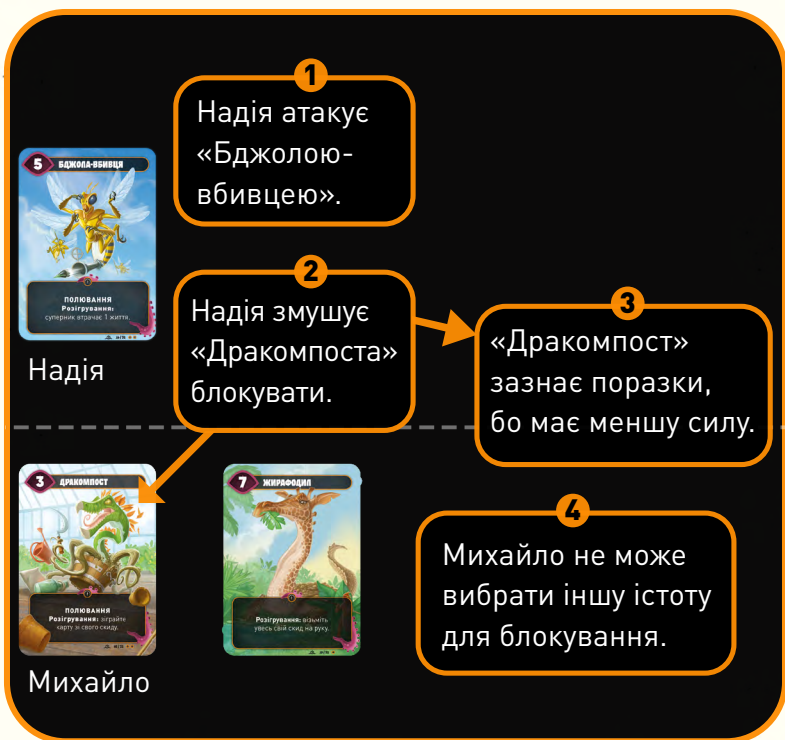 1
Надія атакує
«Бджолою-
вбивцею».
5 БДЖОЛА-ВБИВЦЯ
ПОЛЮВАННЯ
Розігрування:
суперник втрачає 1 життя.
Надія
2
Надія змушує
«Дракомпоста»
блокувати.
3
«Дракомпост»
зазнає поразки,
бо має меншу силу.
3 ДРАКОМПОСТ
ПОЛЮВАННЯ
Розігрування: зіграйте
карту зі свого скиду.
Михайло
7 ЖИРАФОДИЛ
Розігрування: візьміть
увесь свій скид на руку.
4
Михайло не може
вибрати іншу істоту
для блокування.